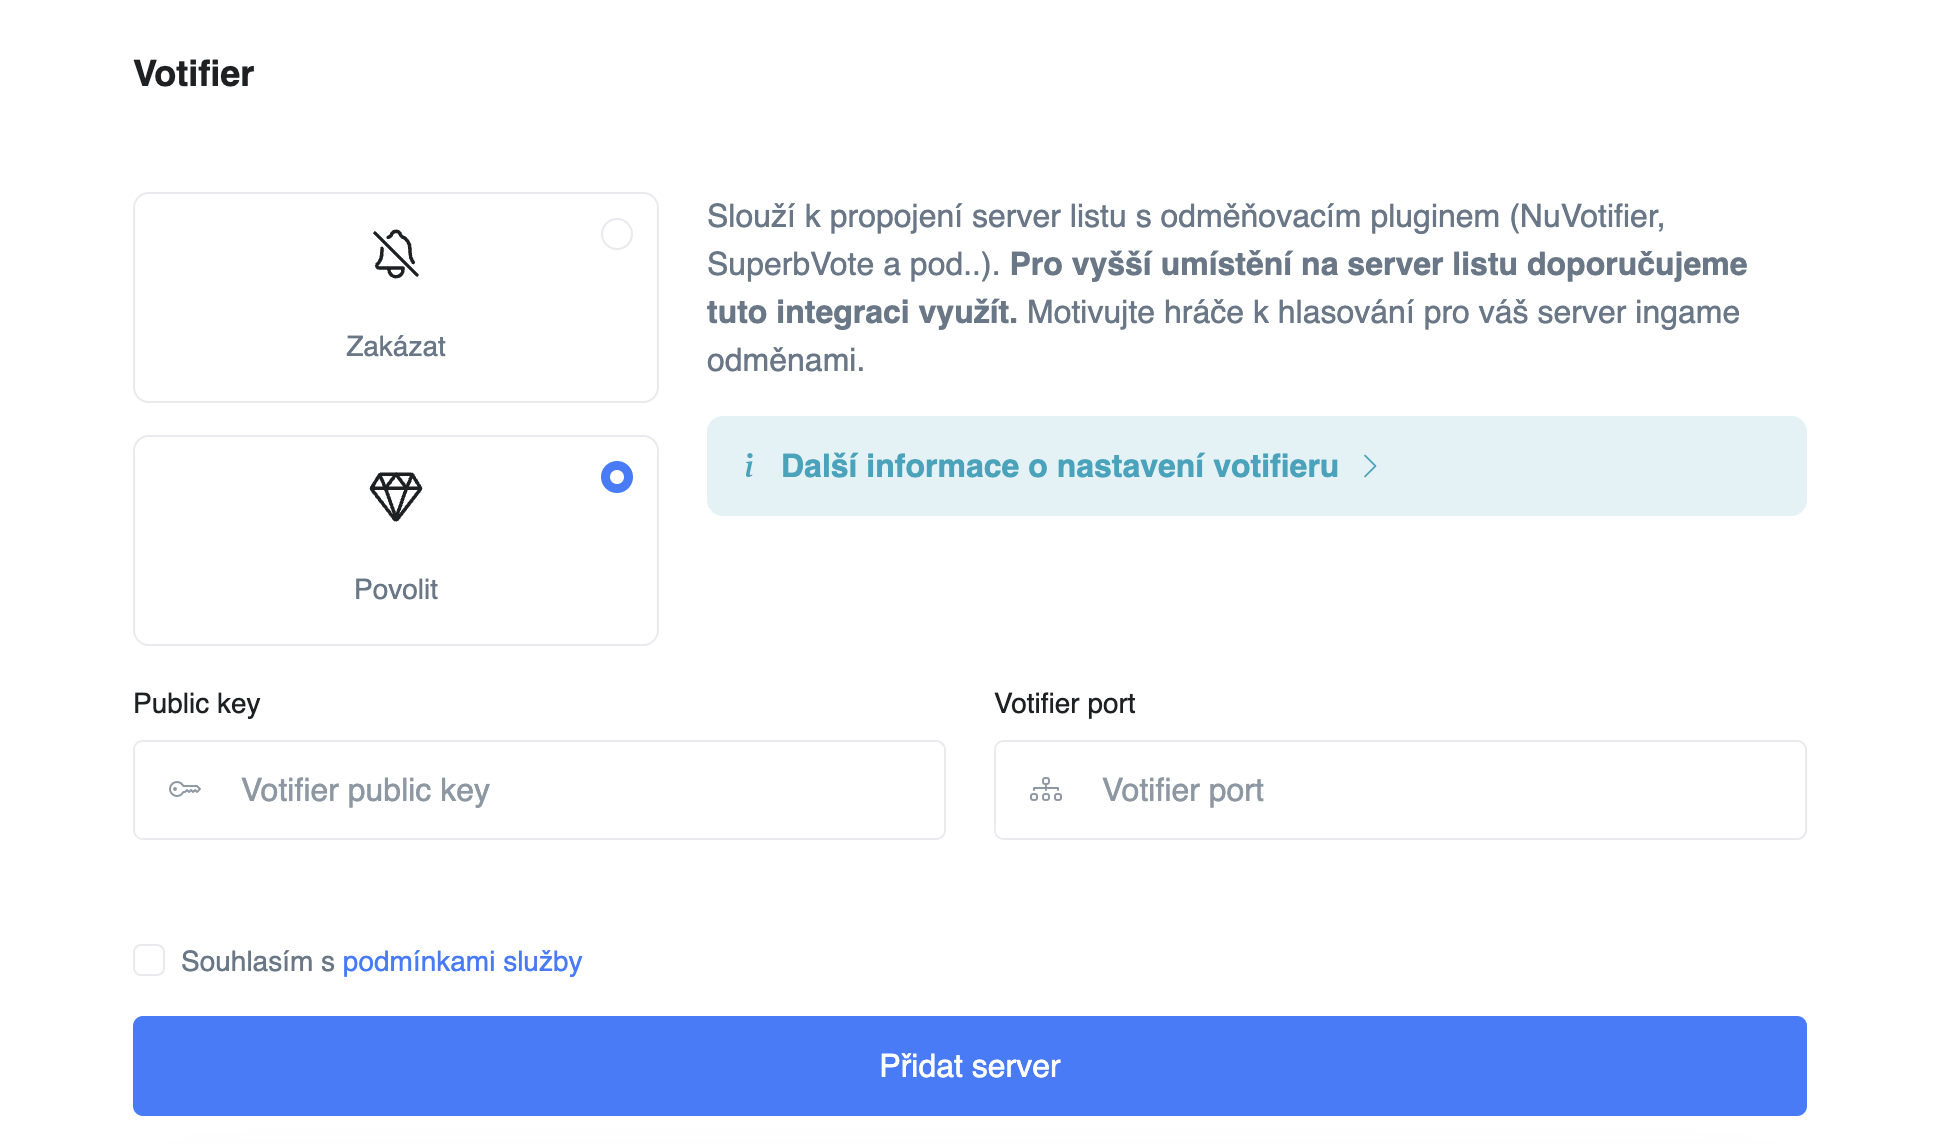 Votifier
Zakázat
Slouží k propojení server listu s odměňovacím pluginem (NuVotifier,
SuperbVote a pod..). Pro vyšší umístění na server listu doporučujeme
tuto integraci využít. Motivujte hráče k hlasování pro váš server ingame
odměnami.
i Další informace o nastavení votifieru
Povolit
Public key
Votifier public key
Votifier port
Votifier port
Souhlasím s podmínkami služby
Přidat server